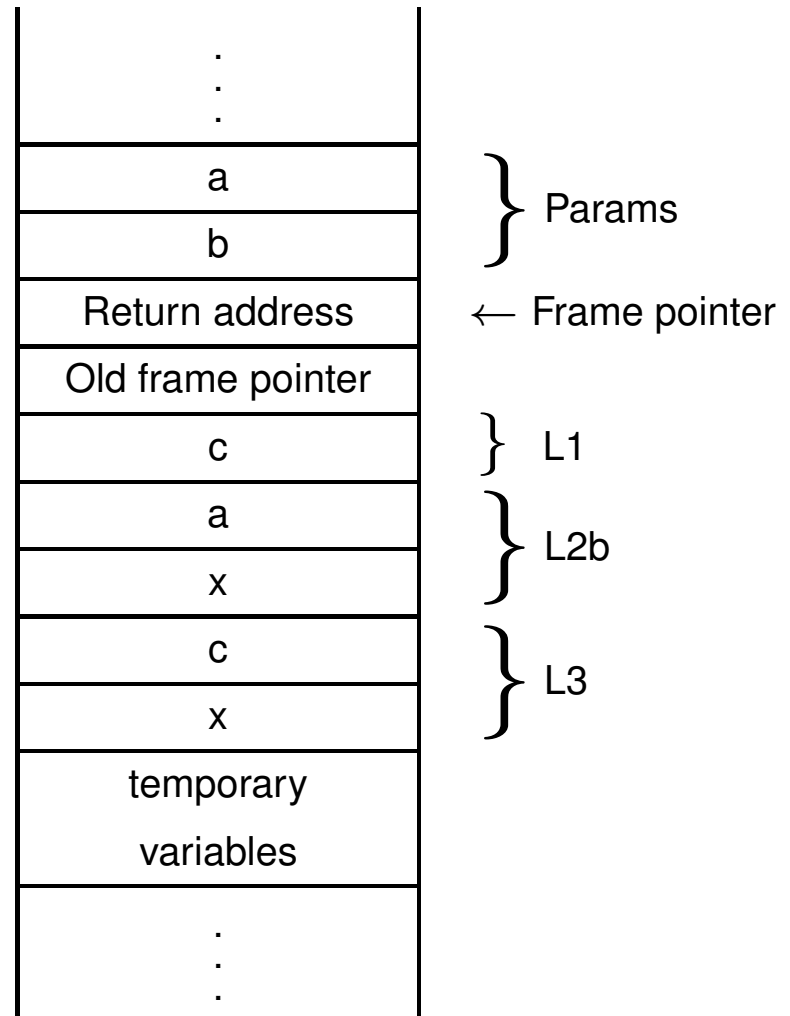 .
.
.
a
b
} Params
Return address
← Frame pointer
Old frame pointer
c
} L1
a
x
} L2b
c
x
} L3
temporary
variables
.
.
.